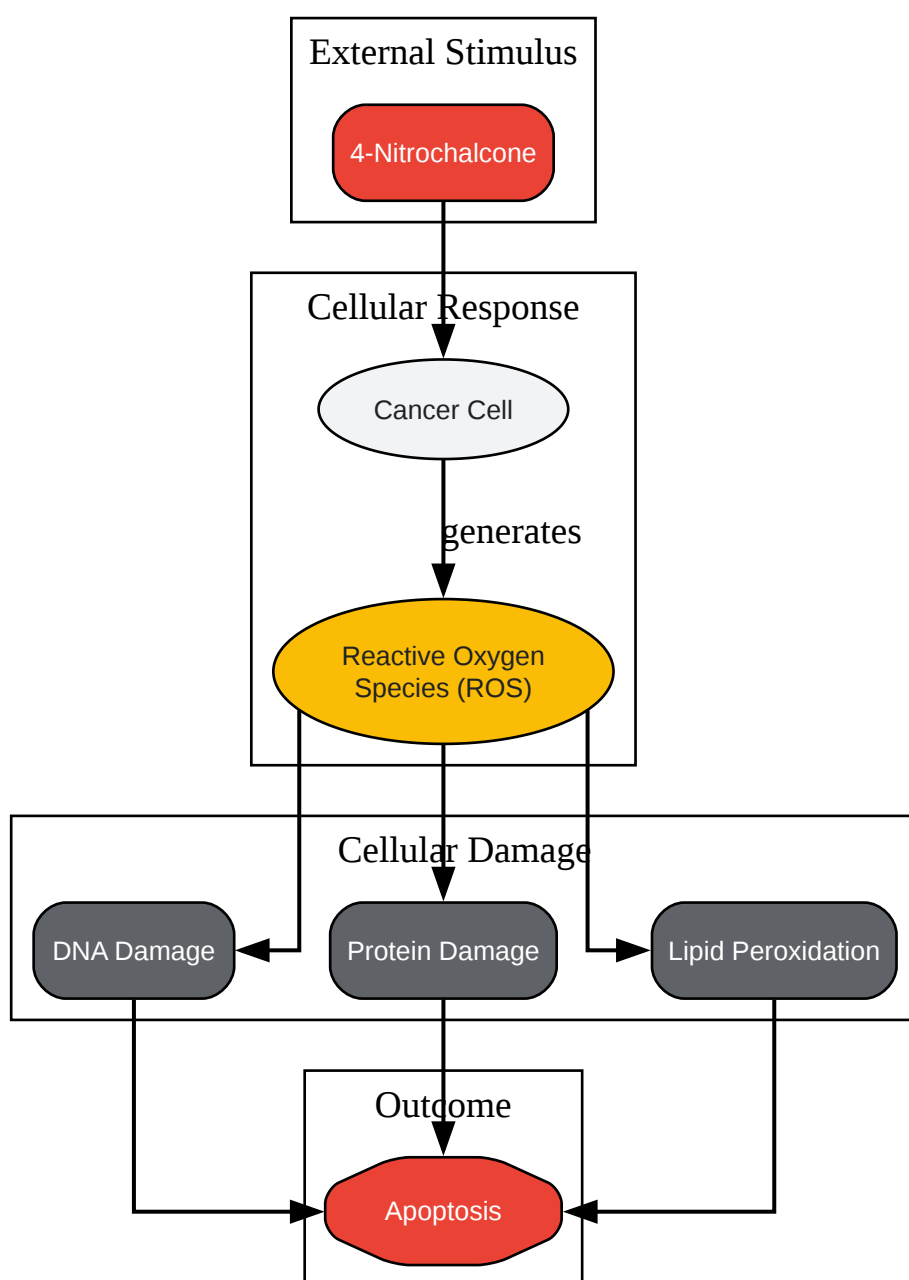 External Stimulus
4-Nitrochalcone
Cellular Response
Cancer Cell
generates
Reactive Oxygen
Species (ROS)
Cellular Damage
DNA Damage
Protein Damage
Lipid Peroxidation
Outcome
Apoptosis